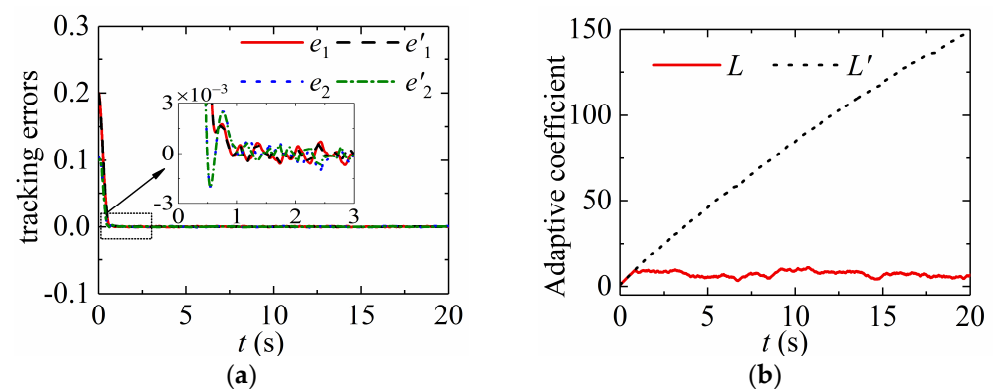 0.3
0.2
0.1
0.0
-0.1
tracking errors
e1 e′1
e2 e′2
×10−3
3
0
-3
0 1 2 3
0 5 10 15 20
t (s)
(a)
150
100
50
0
Adaptive coefficient
L L′
0 5 10 15 20
t (s)
(b)